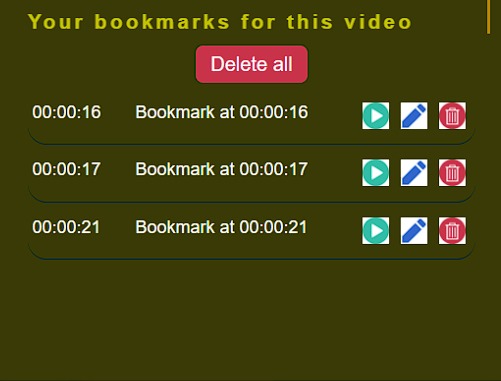 Your bookmarks for this video
Delete all
00:00:16 Bookmark at 00:00:16
00:00:17 Bookmark at 00:00:17
00:00:21 Bookmark at 00:00:21